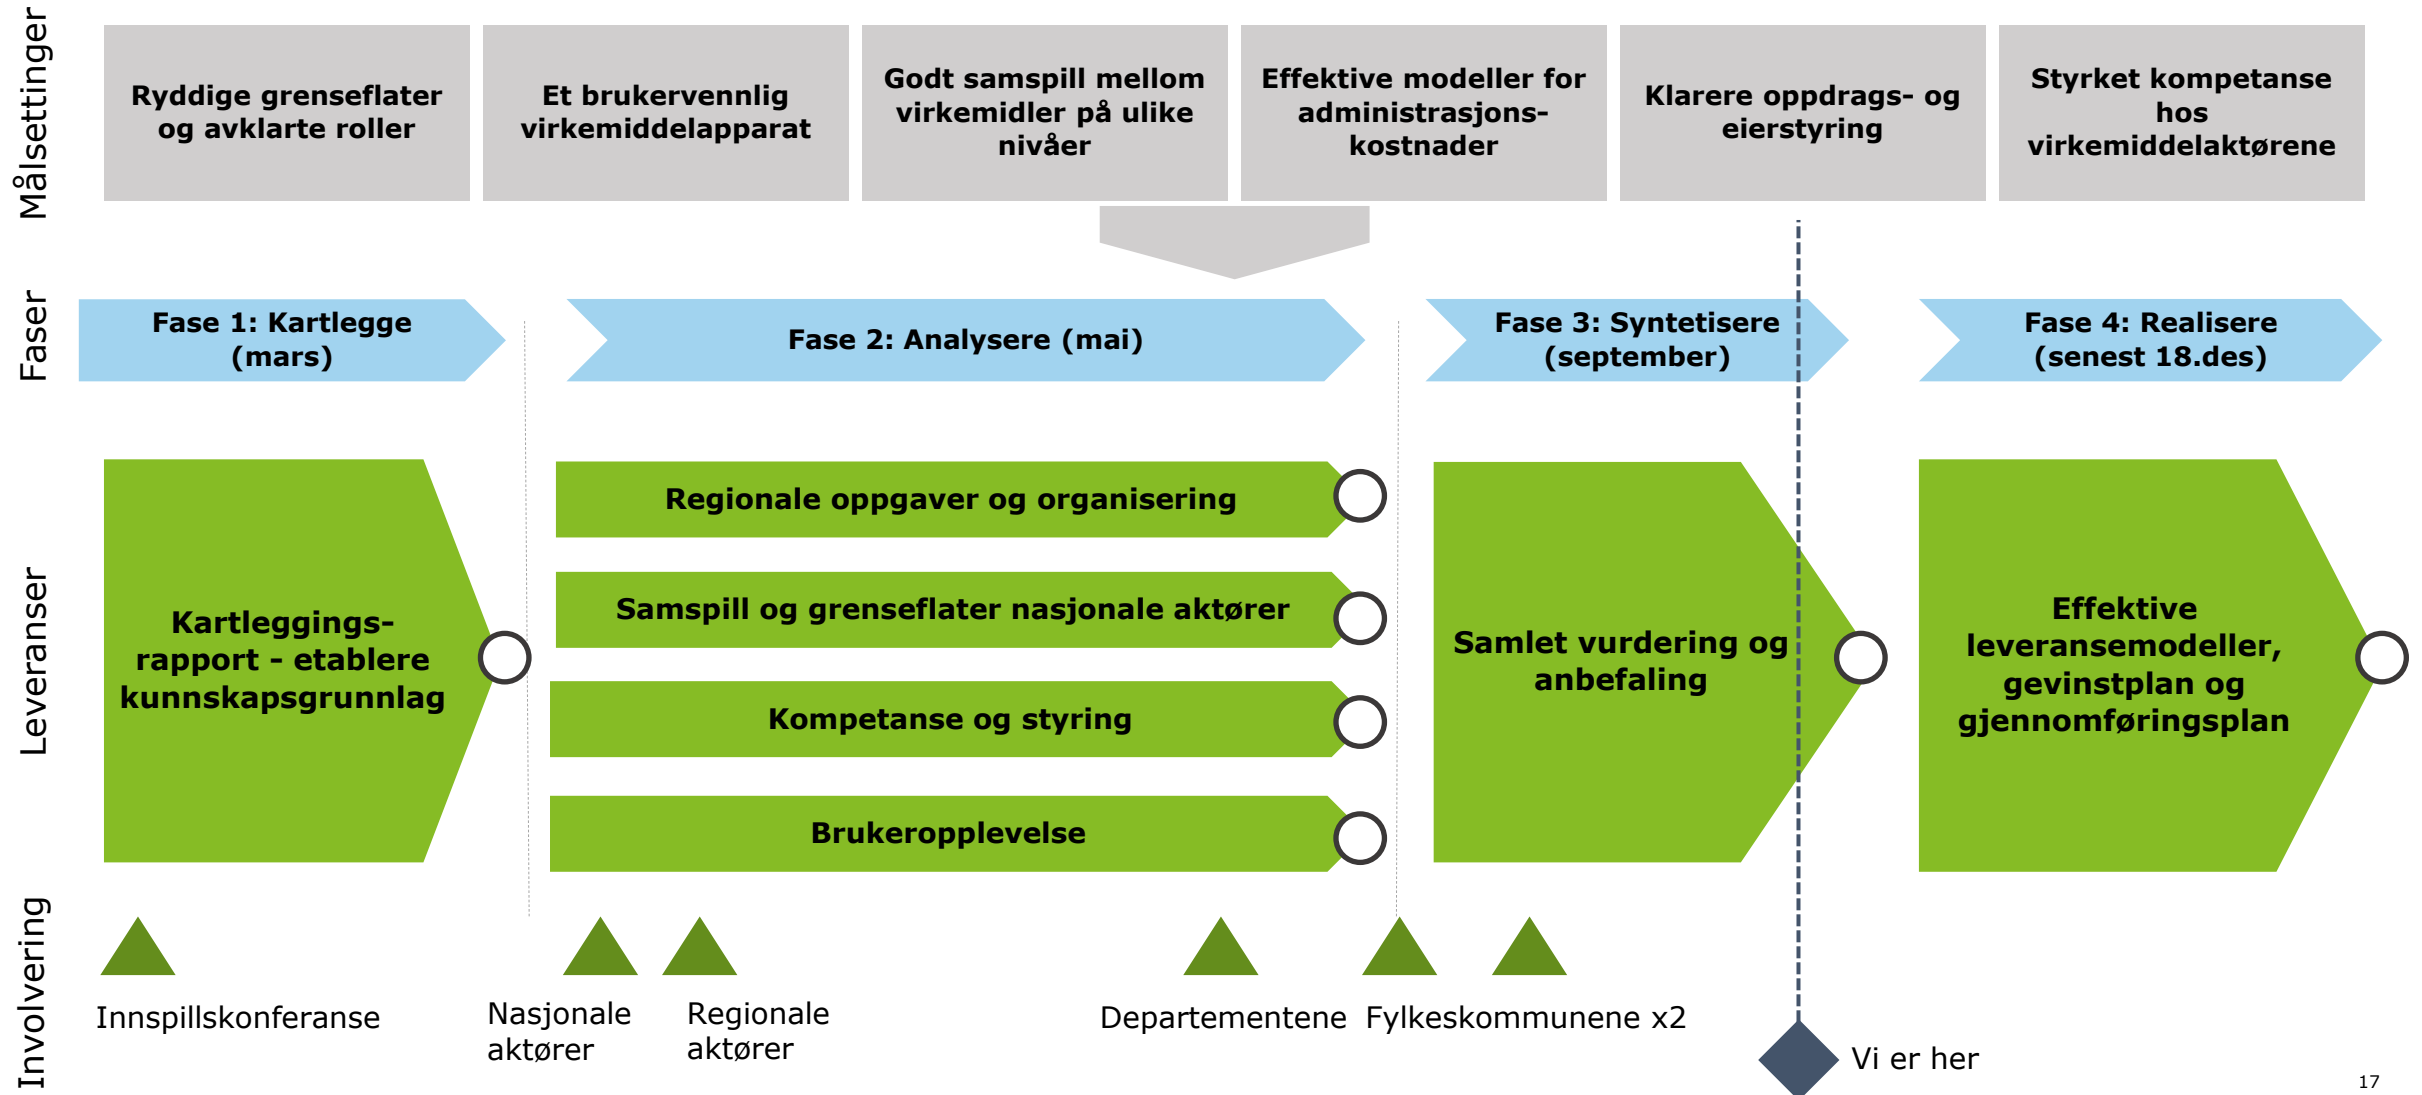 Målsetinger
Ryddige grenseflater
og avklarte roller
Et brukervennlig
virkemiddelapparat
Godt samspill mellom
virkemidler på ulike
nivåer
Effektive modeller for
administrasjons-
kostnader
Klarere oppdrags- og
eierstyring
Styrket kompetanse
hos
virkemiddelaktørene
Faser
Fase 1: Kartlegge
(mars)
Fase 2: Analysere (mai)
Fase 3: Syntetisere
(september)
Fase 4: Realisere
(senest 18.des)
Leveranser
Kartleggings-
rapport - etablere
kunnskapsgrunnlag
Regionale oppgaver og organisering
Samspill og grenseflater nasjonale aktører
Kompetanse og styring
Brukeropplevelse
Samlet vurdering og
anbefaling
Effektive
leveransemodeller,
gevinstplan og
gjennomføringsplan
Involvering
Innspillskonferanse
Nasjonale
aktører
Regionale
aktører
Departementene
Fylkeskommunene x2
Vi er her
17